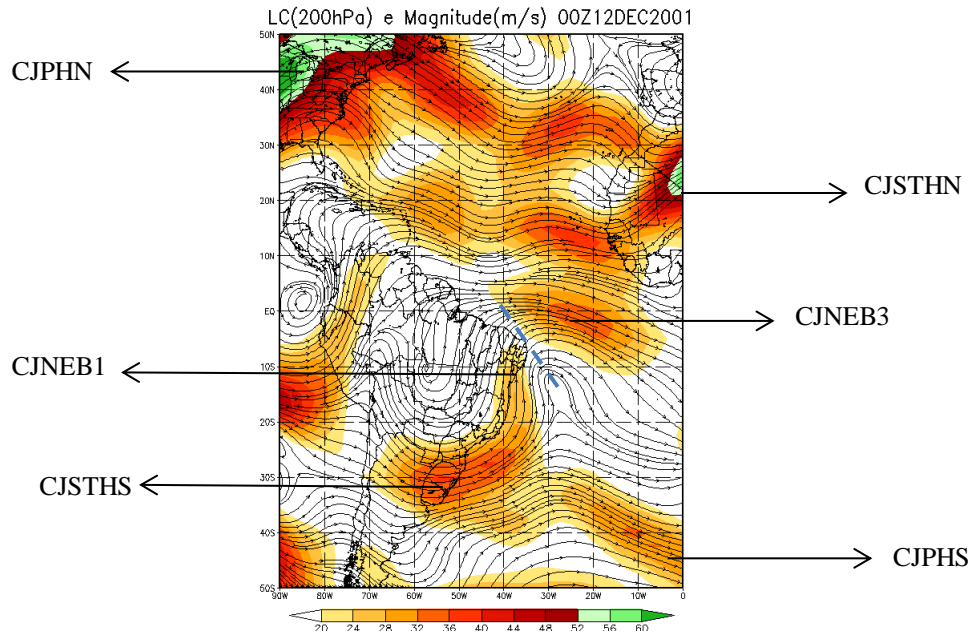 LC(200hPa) e Magnitude(m/s) 00Z12DEC2001
50N
CJPHN
40N
30N
CJSTHN
20N
10N
EQ
CJNEB3
CJNEB1
10S
20S
30S
CJSTHS
40S
CJPHS
50S
90W 80W 70W 60W 50W 40W 30W 20W 10W 0
20 24 28 32 36 40 44 48 52 56 60